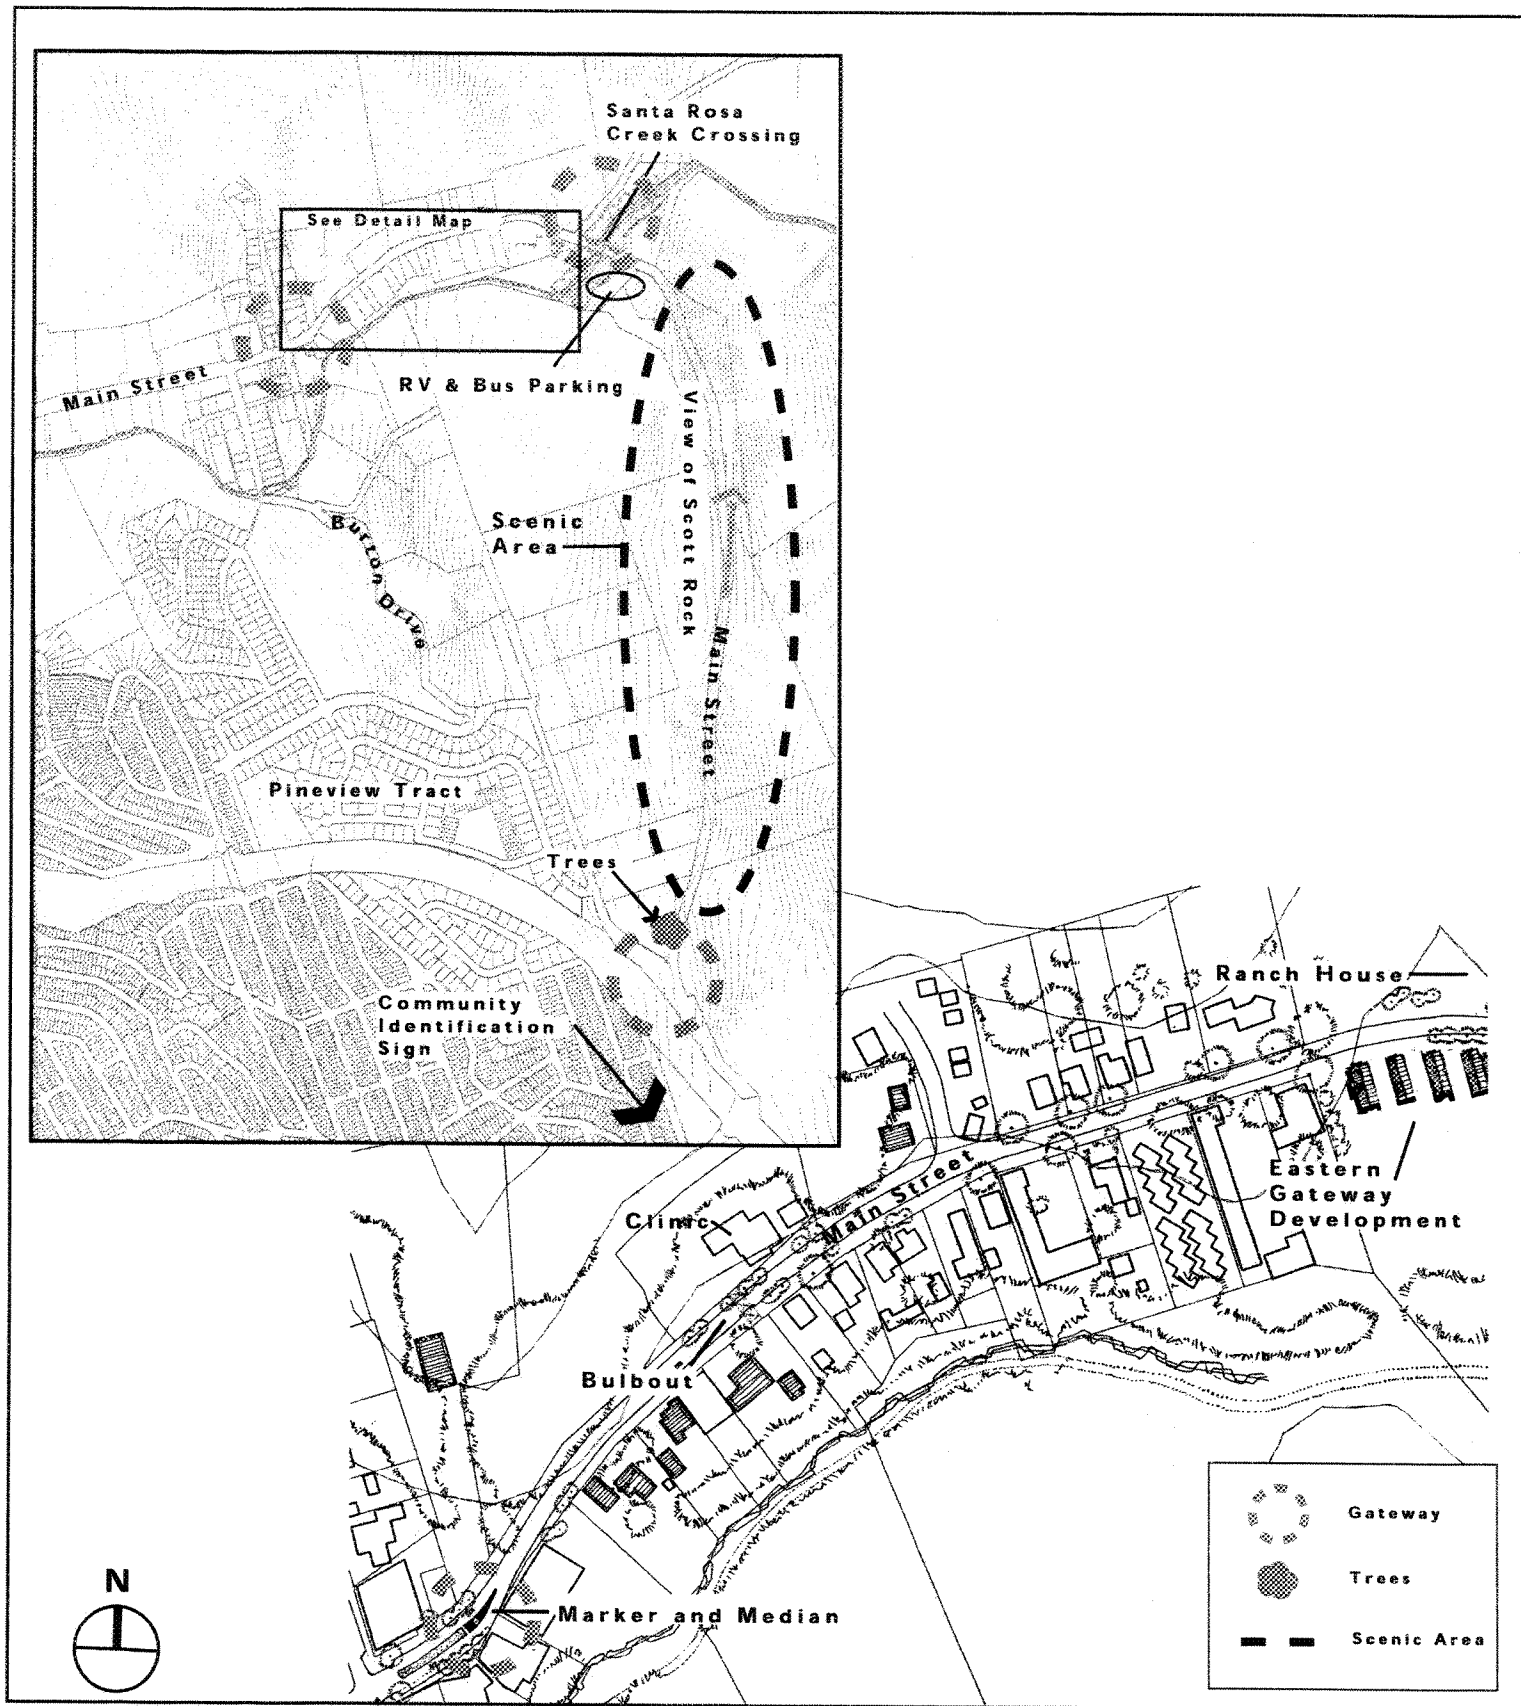 Santa Rosa
Creek Crossing
See Detail Map
Main Street
RV & Bus Parking
View of Scott Rock
Scenic
Area
Burton Drive
Main Street
Pineview Tract
Trees
Community
Identification
Sign
Ranch House
Main Street
Eastern
Gateway
Development
Clinic
Bulbout
Marker and Median
N
Gateway
Trees
Scenic Area